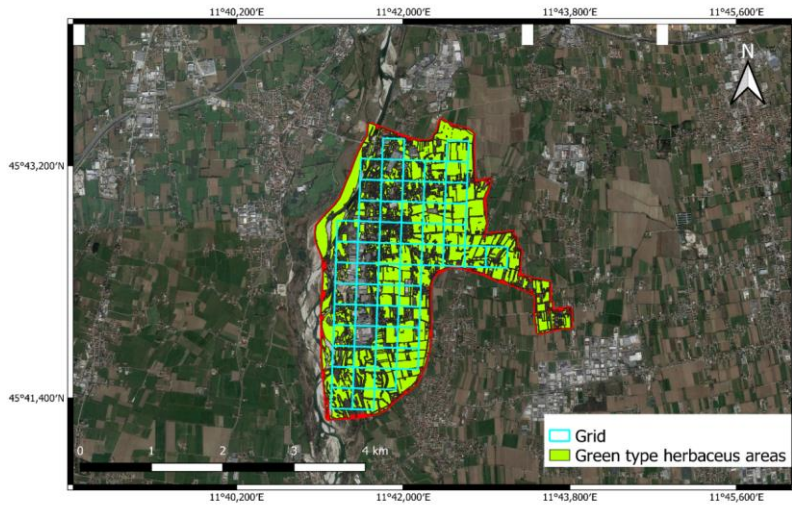 11°40,200'E 11°42,000'E 11°43,800'E 11°45,600'E
N
45°43,200'N
45°41,400'N
Grid
Green type herbaceus areas
0 1 2 3 4 km
11°40,200'E 11°42,000'E 11°43,800'E 11°45,600'E